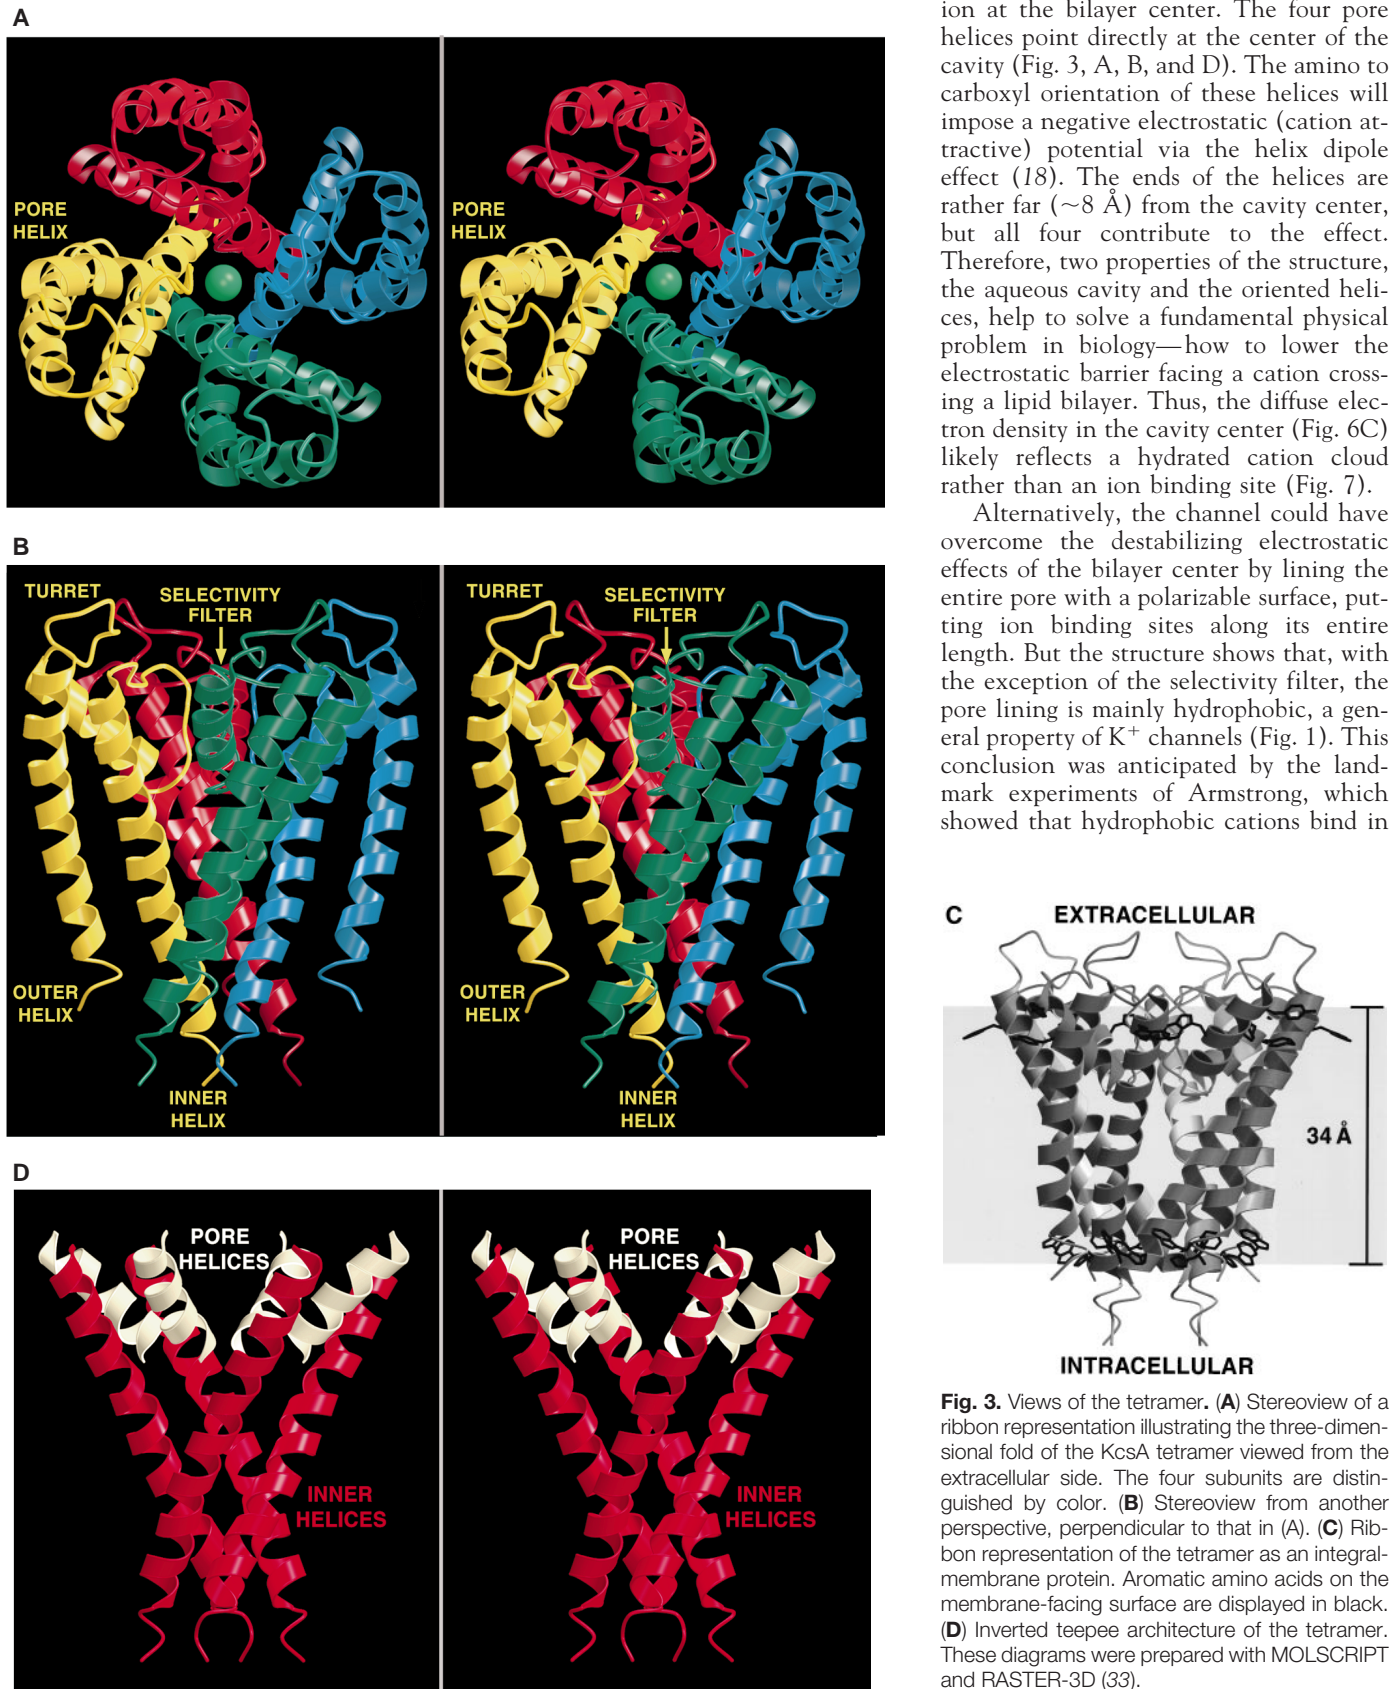 A
PORE
HELIX
PORE
HELIX
B
TURRET
SELECTIVITY
FILTER
OUTER
HELIX
INNER
HELIX
TURRET
SELECTIVITY
FILTER
OUTER
HELIX
INNER
HELIX
D
PORE
HELICES
INNER
HELICES
PORE
HELICES
INNER
HELICES
ion at the bilayer center. The four pore
helices point directly at the center of the
cavity (Fig. 3, A, B, and D). The amino to
carboxyl orientation of these helices will
impose a negative electrostatic (cation at-
tractive) potential via the helix dipole
effect (18). The ends of the helices are
rather far (~8 Å) from the cavity center,
but all four contribute to the effect.
Therefore, two properties of the structure,
the aqueous cavity and the oriented heli-
ces, help to solve a fundamental physical
problem in biology—how to lower the
electrostatic barrier facing a cation cross-
ing a lipid bilayer. Thus, the diffuse elec-
tron density in the cavity center (Fig. 6C)
likely reflects a hydrated cation cloud
rather than an ion binding site (Fig. 7).
Alternatively, the channel could have
overcome the destabilizing electrostatic
effects of the bilayer center by lining the
entire pore with a polarizable surface, put-
ting ion binding sites along its entire
length. But the structure shows that, with
the exception of the selectivity filter, the
pore lining is mainly hydrophobic, a gen-
eral property of K⁺ channels (Fig. 1). This
conclusion was anticipated by the land-
mark experiments of Armstrong, which
showed that hydrophobic cations bind in
C
EXTRACELLULAR
34 Å
INTRACELLULAR
Fig. 3. Views of the tetramer. (A) Stereoview of a
ribbon representation illustrating the three-dimen-
sional fold of the KcsA tetramer viewed from the
extracellular side. The four subunits are distin-
guished by color. (B) Stereoview from another
perspective, perpendicular to that in (A). (C) Rib-
bon representation of the tetramer as an integral-
membrane protein. Aromatic amino acids on the
membrane-facing surface are displayed in black.
(D) Inverted teepee architecture of the tetramer.
These diagrams were prepared with MOLSCRIPT
and RASTER-3D (33).